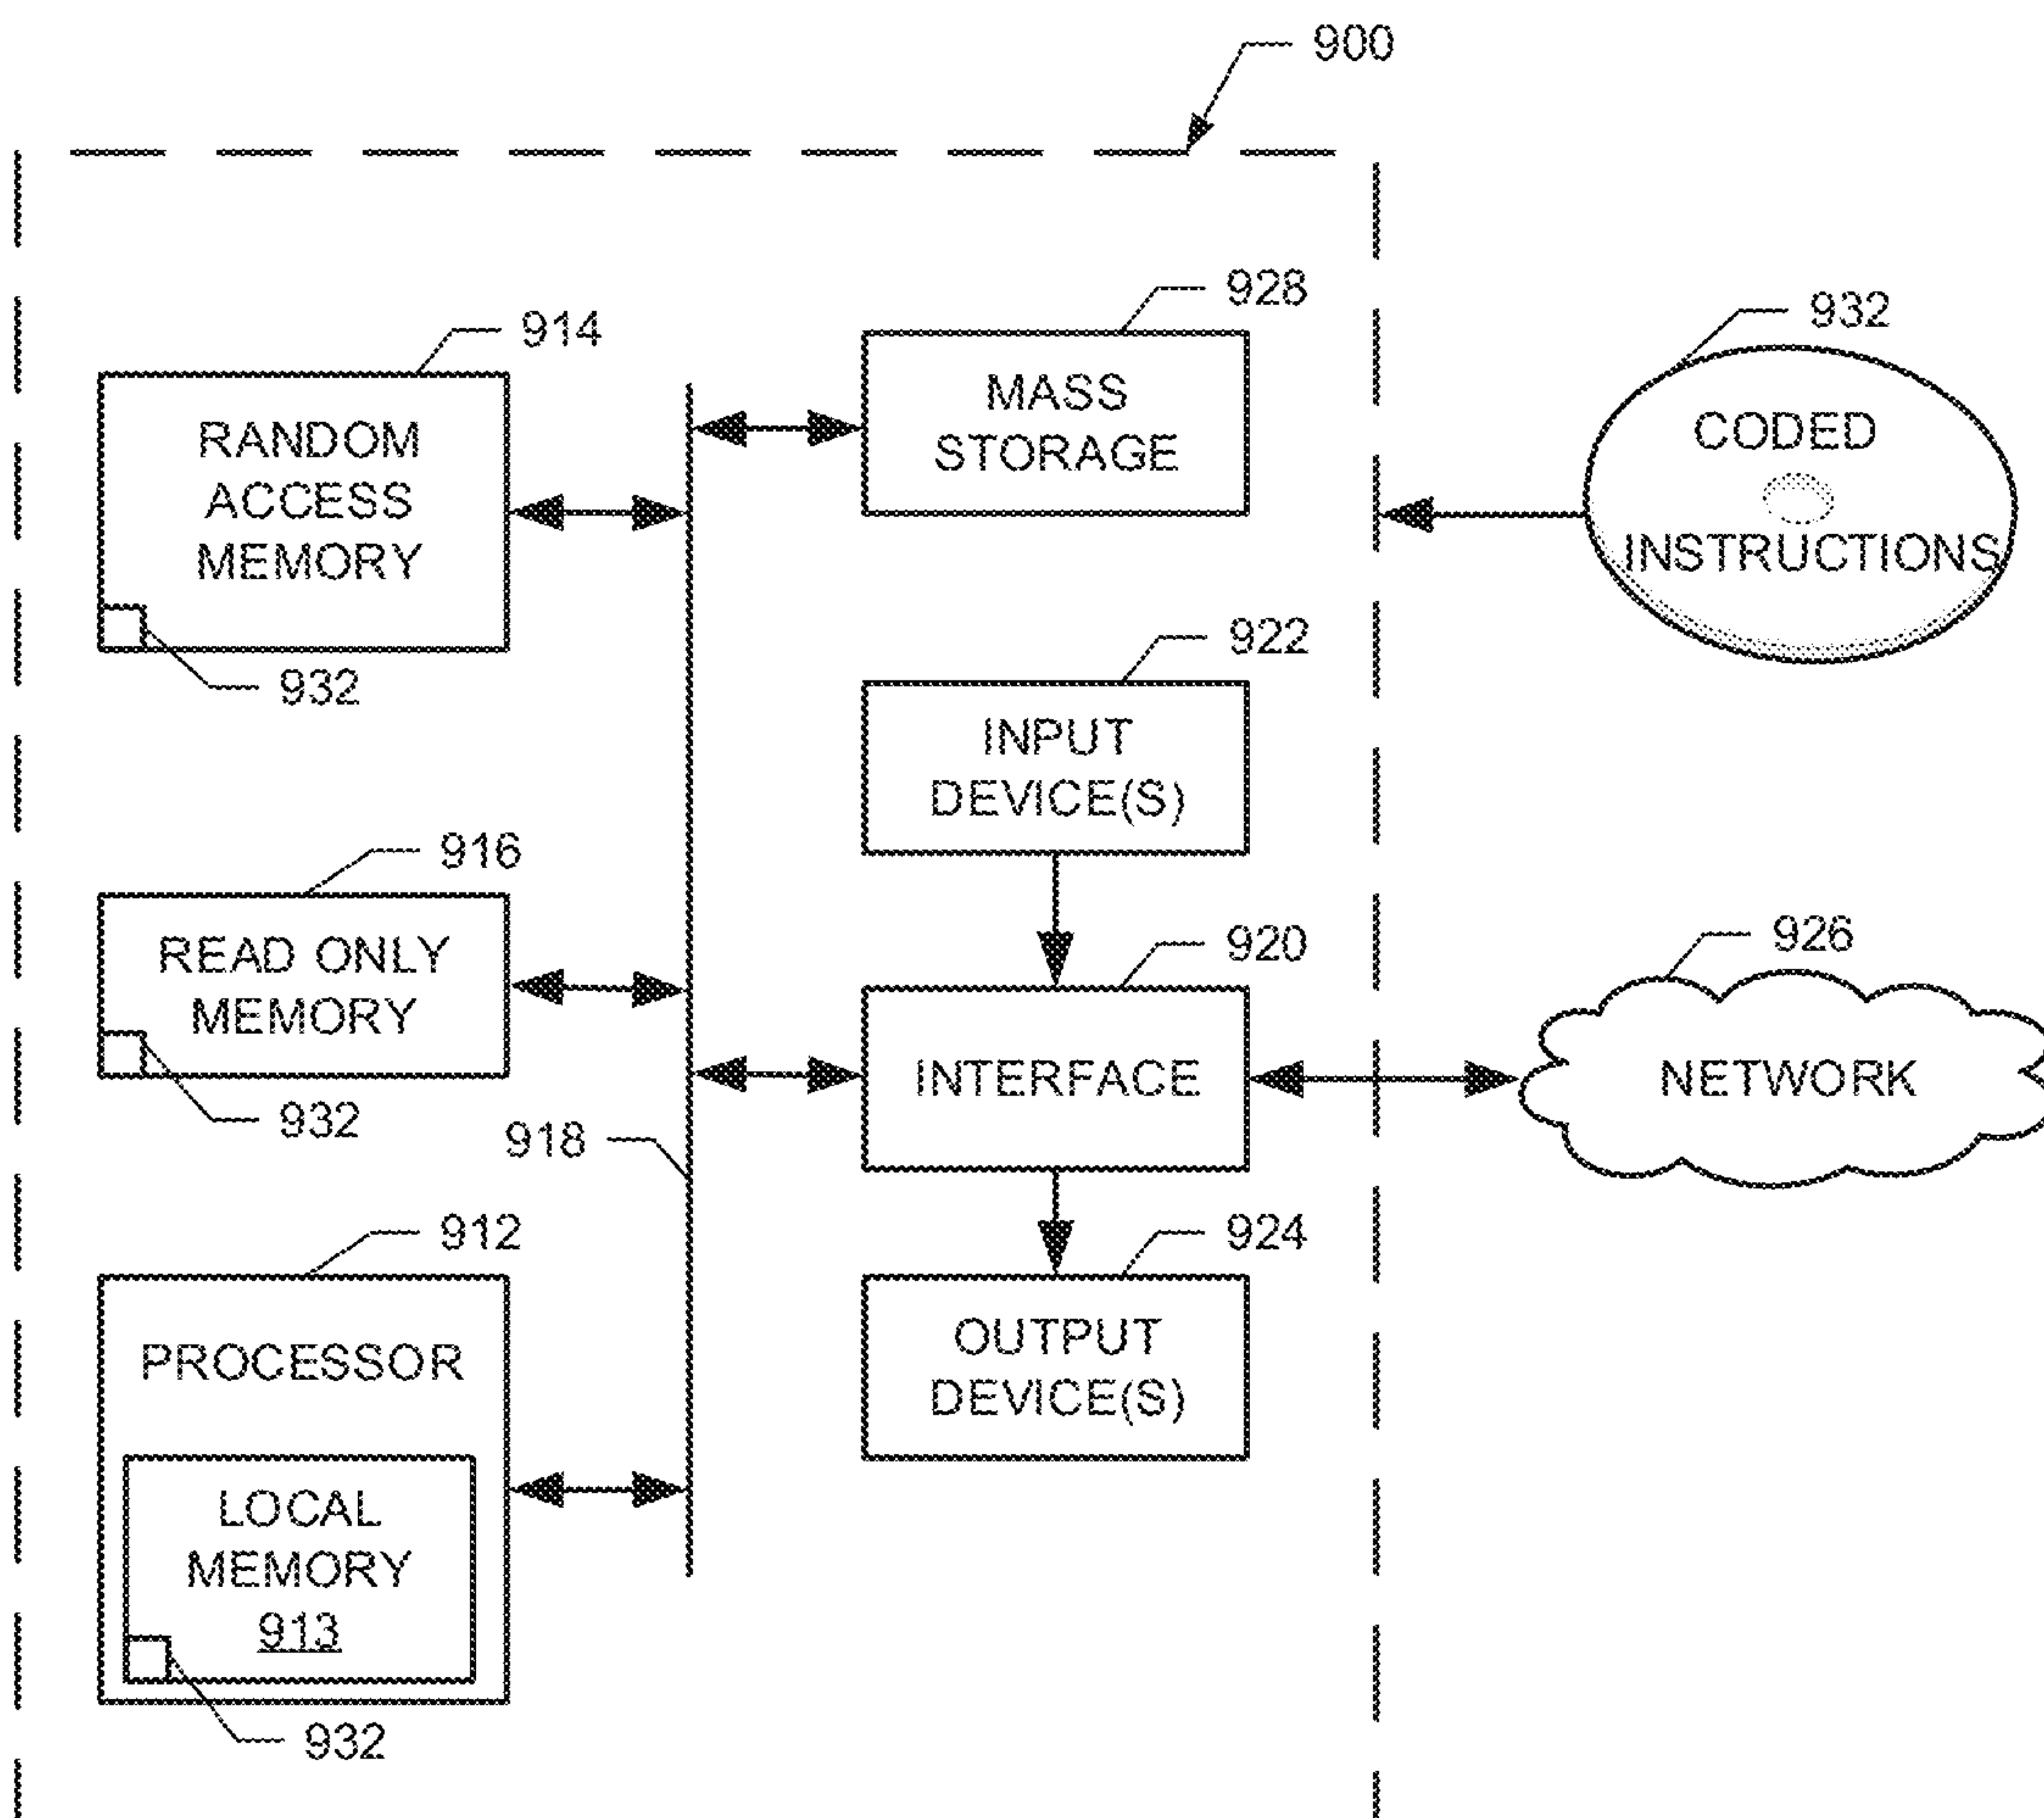 900
928
932
914
MASS
STORAGE
RANDOM
ACCESS
MEMORY
CODED
INSTRUCTIONS
922
932
INPUT
DEVICE(S)
916
920
926
READ ONLY
MEMORY
INTERFACE
NETWORK
932
918
912
924
PROCESSOR
OUTPUT
DEVICE(S)
LOCAL
MEMORY
913
932